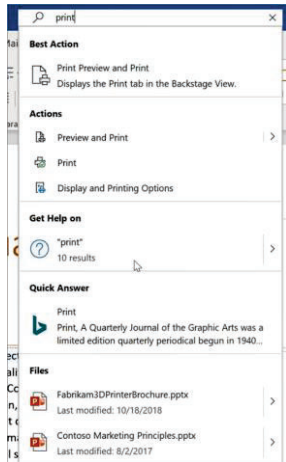 print
Best Action
Print Preview and Print
Displays the Print tab in the Backstage View.
Actions
Preview and Print
Print
Display and Printing Options
Get Help on
"print"
10 results
Quick Answer
Print
Print, A Quarterly Journal of the Graphic Arts was a
limited edition quarterly periodical begun in 1940...
Files
Fabrikam3DPrinterBrochure.pptx
Last modified: 10/18/2018
Contoso Marketing Principles.pptx
Last modified: 8/2/2017